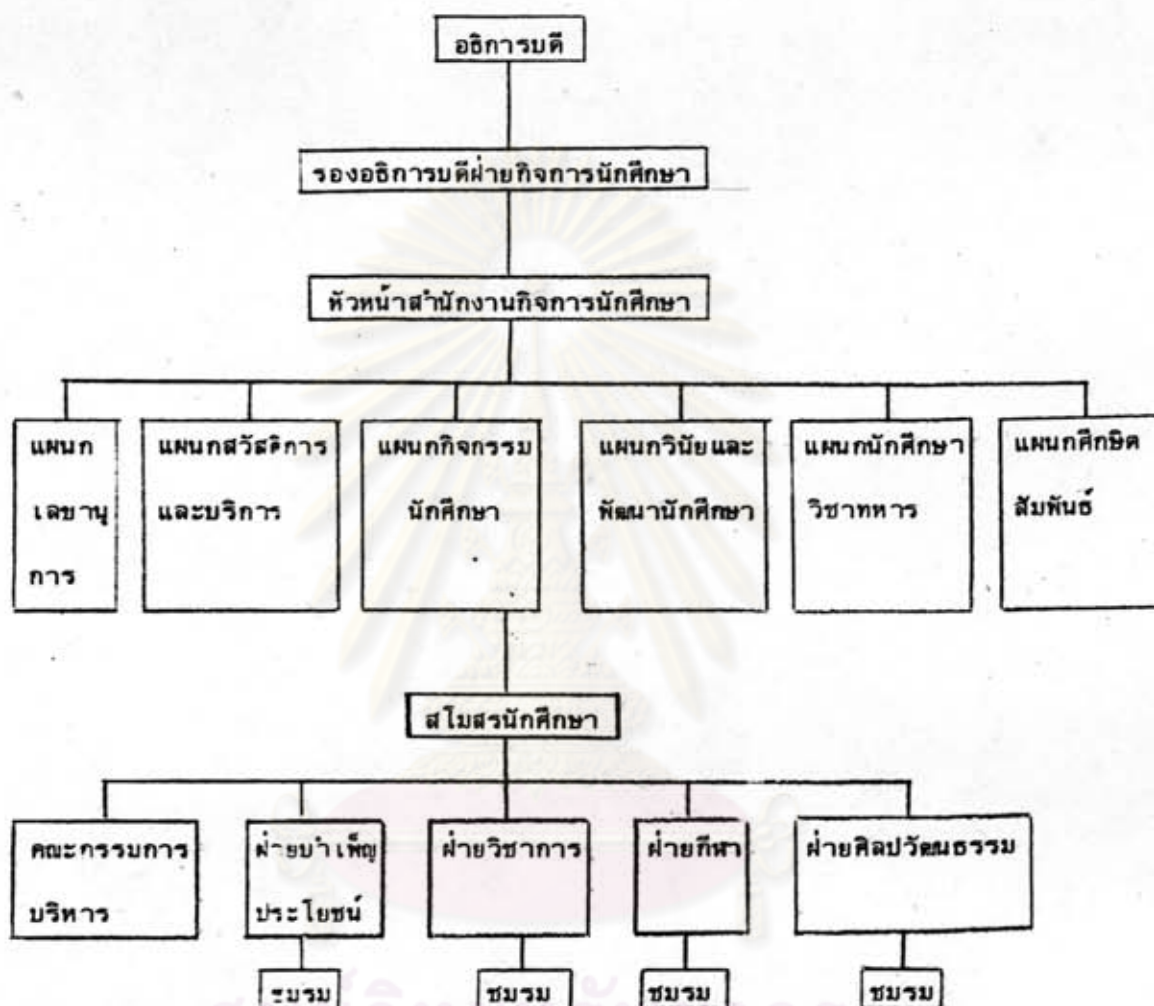 อธิการบดี
รองอธิการบดีฝ่ายกิจการนักศึกษา
หัวหน้าสำนักงานกิจการนักศึกษา
แผนก
เลขานุ
การ
แผนกสวัสดิการ
และบริการ
แผนกกิจกรรม
นักศึกษา
แผนกวินัยและ
พัฒนานักศึกษา
แผนกนักศึกษา
วิชาทหาร
แผนกศึกษิต
สัมพันธ์
สโมสรนักศึกษา
คณะกรรมการ
บริหาร
ฝ่ายบำเพ็ญ
ประโยชน์
ฝ่ายวิชาการ
ฝ่ายกีฬา
ฝ่ายศิลปวัฒนธรรม
ชมรม
ชมรม
ชมรม
ชมรม